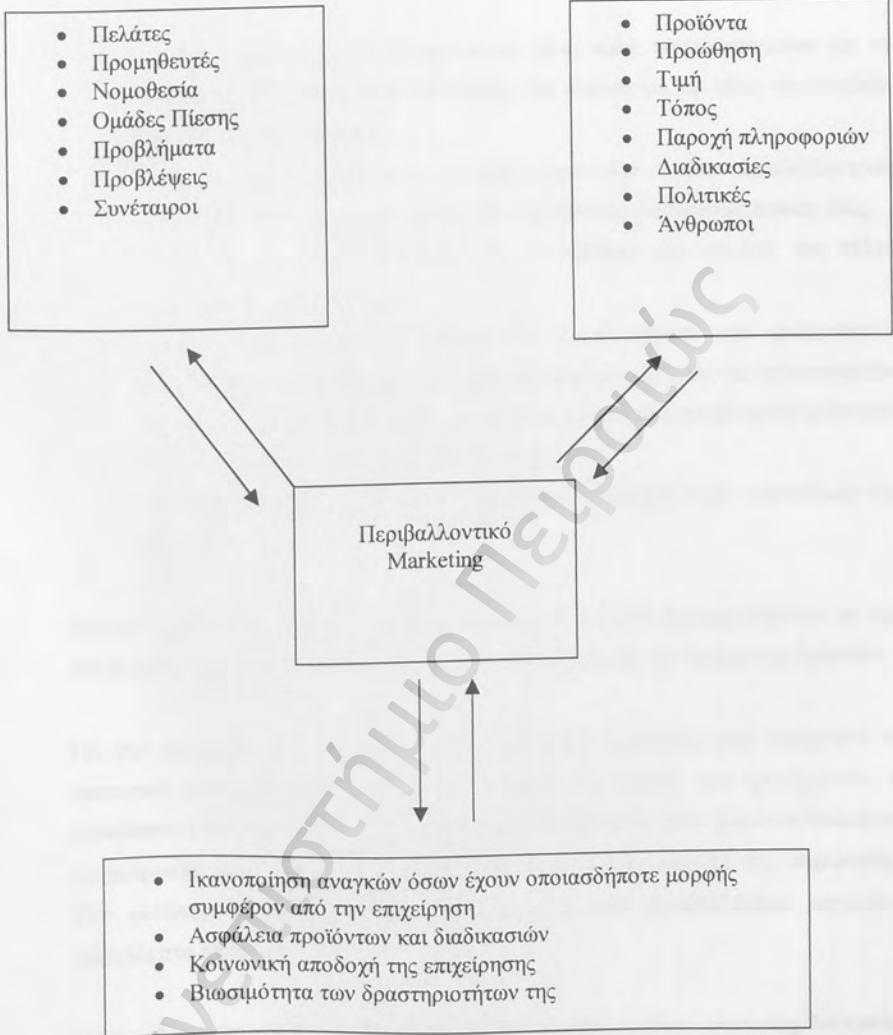 • Πελάτες
• Προμηθευτές
• Νομοθεσία
• Ομάδες Πίεσης
• Προβλήματα
• Προβλέψεις
• Συνέταιροι
• Προϊόντα
• Προώθηση
• Τιμή
• Τόπος
• Παροχή πληροφοριών
• Διαδικασίες
• Πολιτικές
• Άνθρωποι
Περιβαλλοντικό
Marketing
• Ικανοποίηση αναγκών όσων έχουν οποιασδήποτε μορφής
συμφέρον από την επιχείρηση
• Ασφάλεια προϊόντων και διαδικασιών
• Κοινωνική αποδοχή της επιχείρησης
• Βιωσιμότητα των δραστηριοτήτων της
νεπιστήμιο Πειραιώς